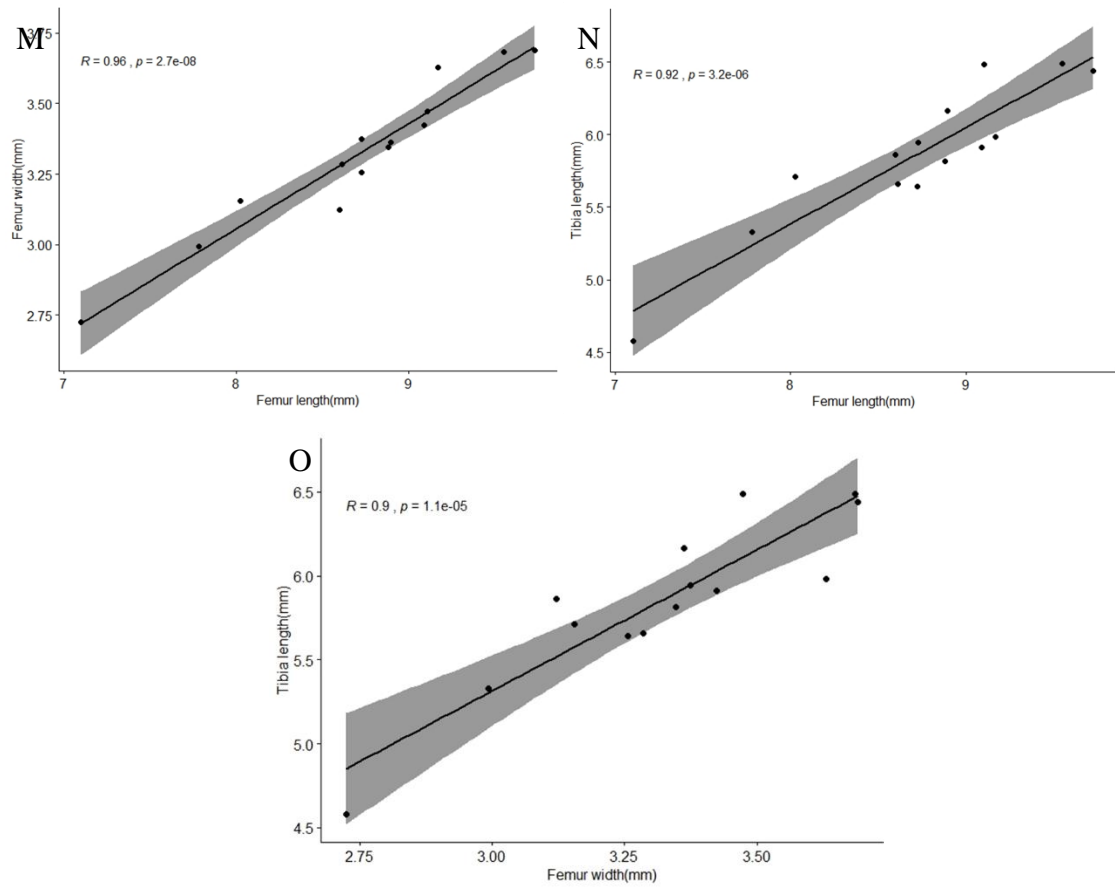 M
R = 0.96 , p = 2.7e-08
Femur width(mm)
3.75
3.50
3.25
3.00
2.75
7
8
9
Femur length(mm)
N
R = 0.92 , p = 3.2e-06
Tibia length(mm)
6.5
6.0
5.5
5.0
4.5
7
8
9
Femur length(mm)
O
R = 0.9 , p = 1.1e-05
Tibia length(mm)
6.5
6.0
5.5
5.0
4.5
2.75
3.00
3.25
3.50
Femur width(mm)